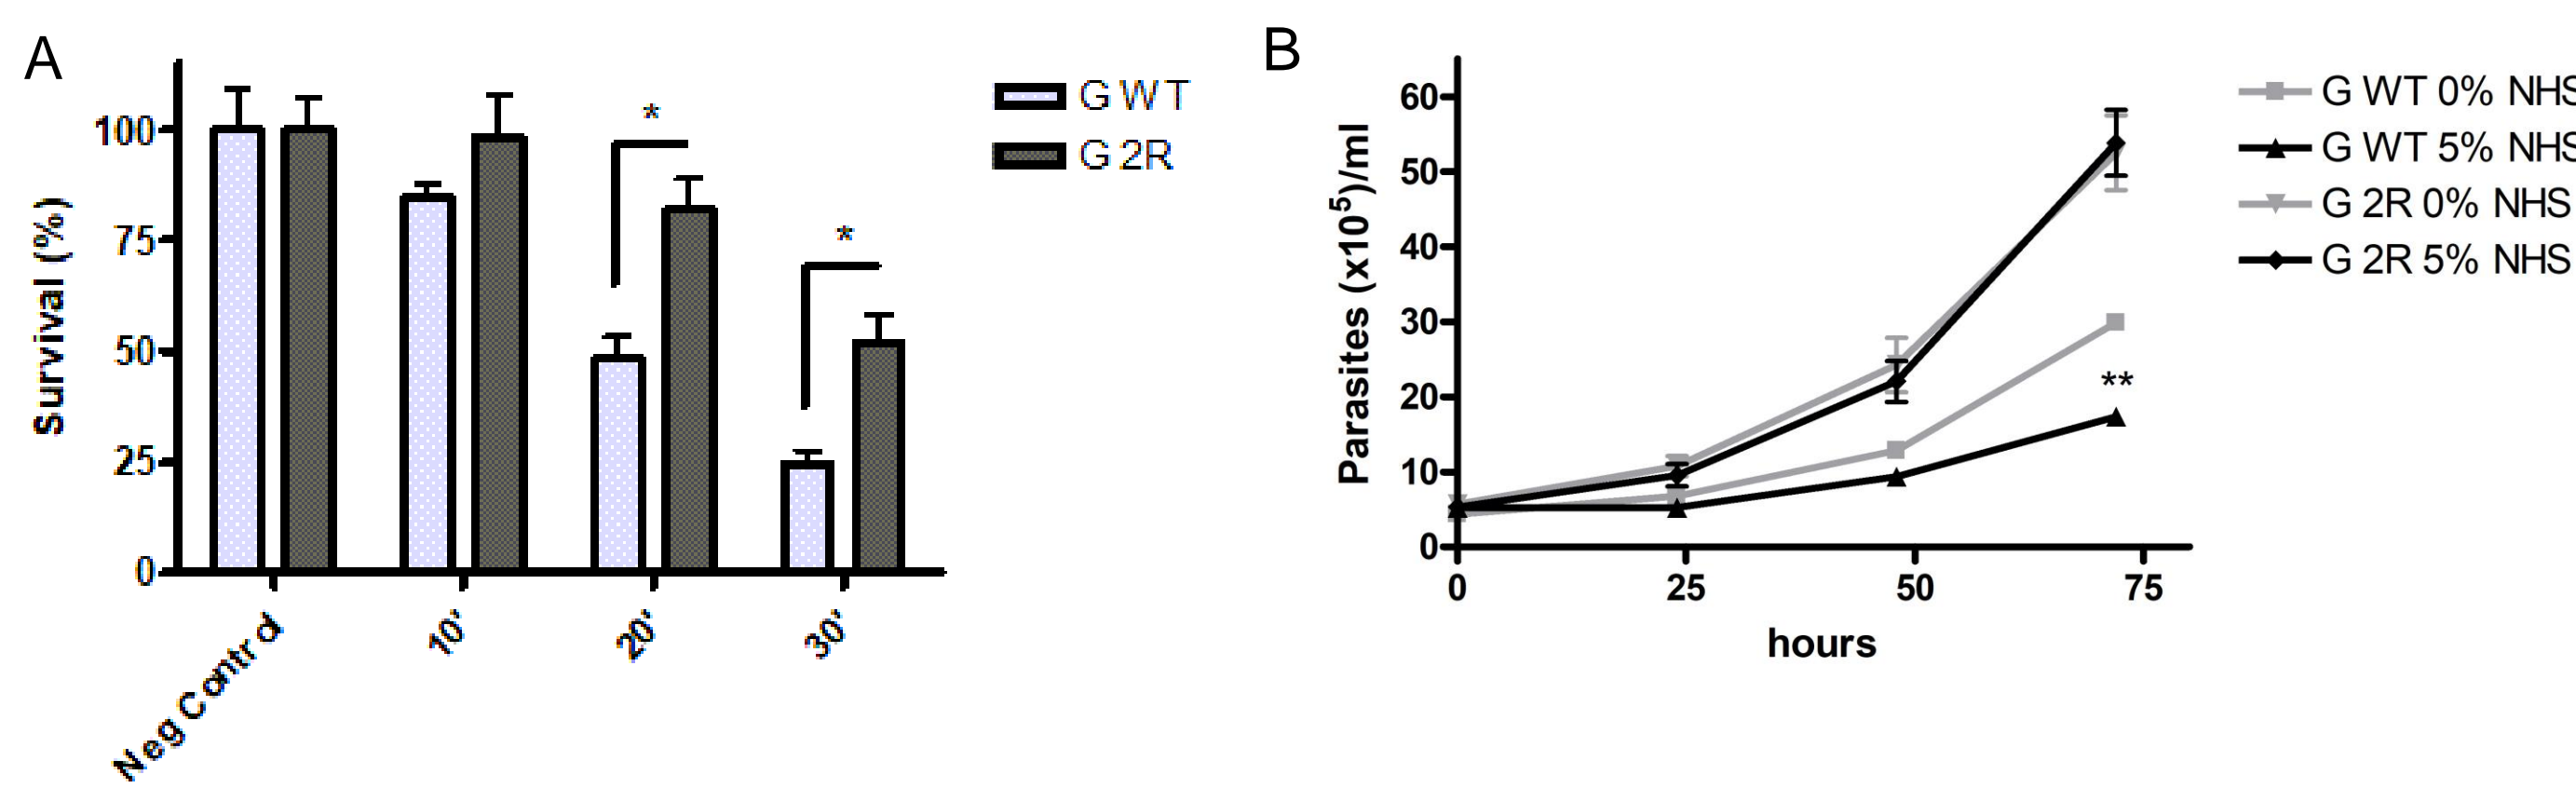 A
Survival (%)
100
75
50
25
0
Neg Control
10'
20'
30'
*
*
G WT
G 2R
B
Parasites (x10⁵)/ml
60
50
40
30
20
10
0
0
25
50
75
hours
**
G WT 0% NHS
G WT 5% NHS
G 2R 0% NHS
G 2R 5% NHS